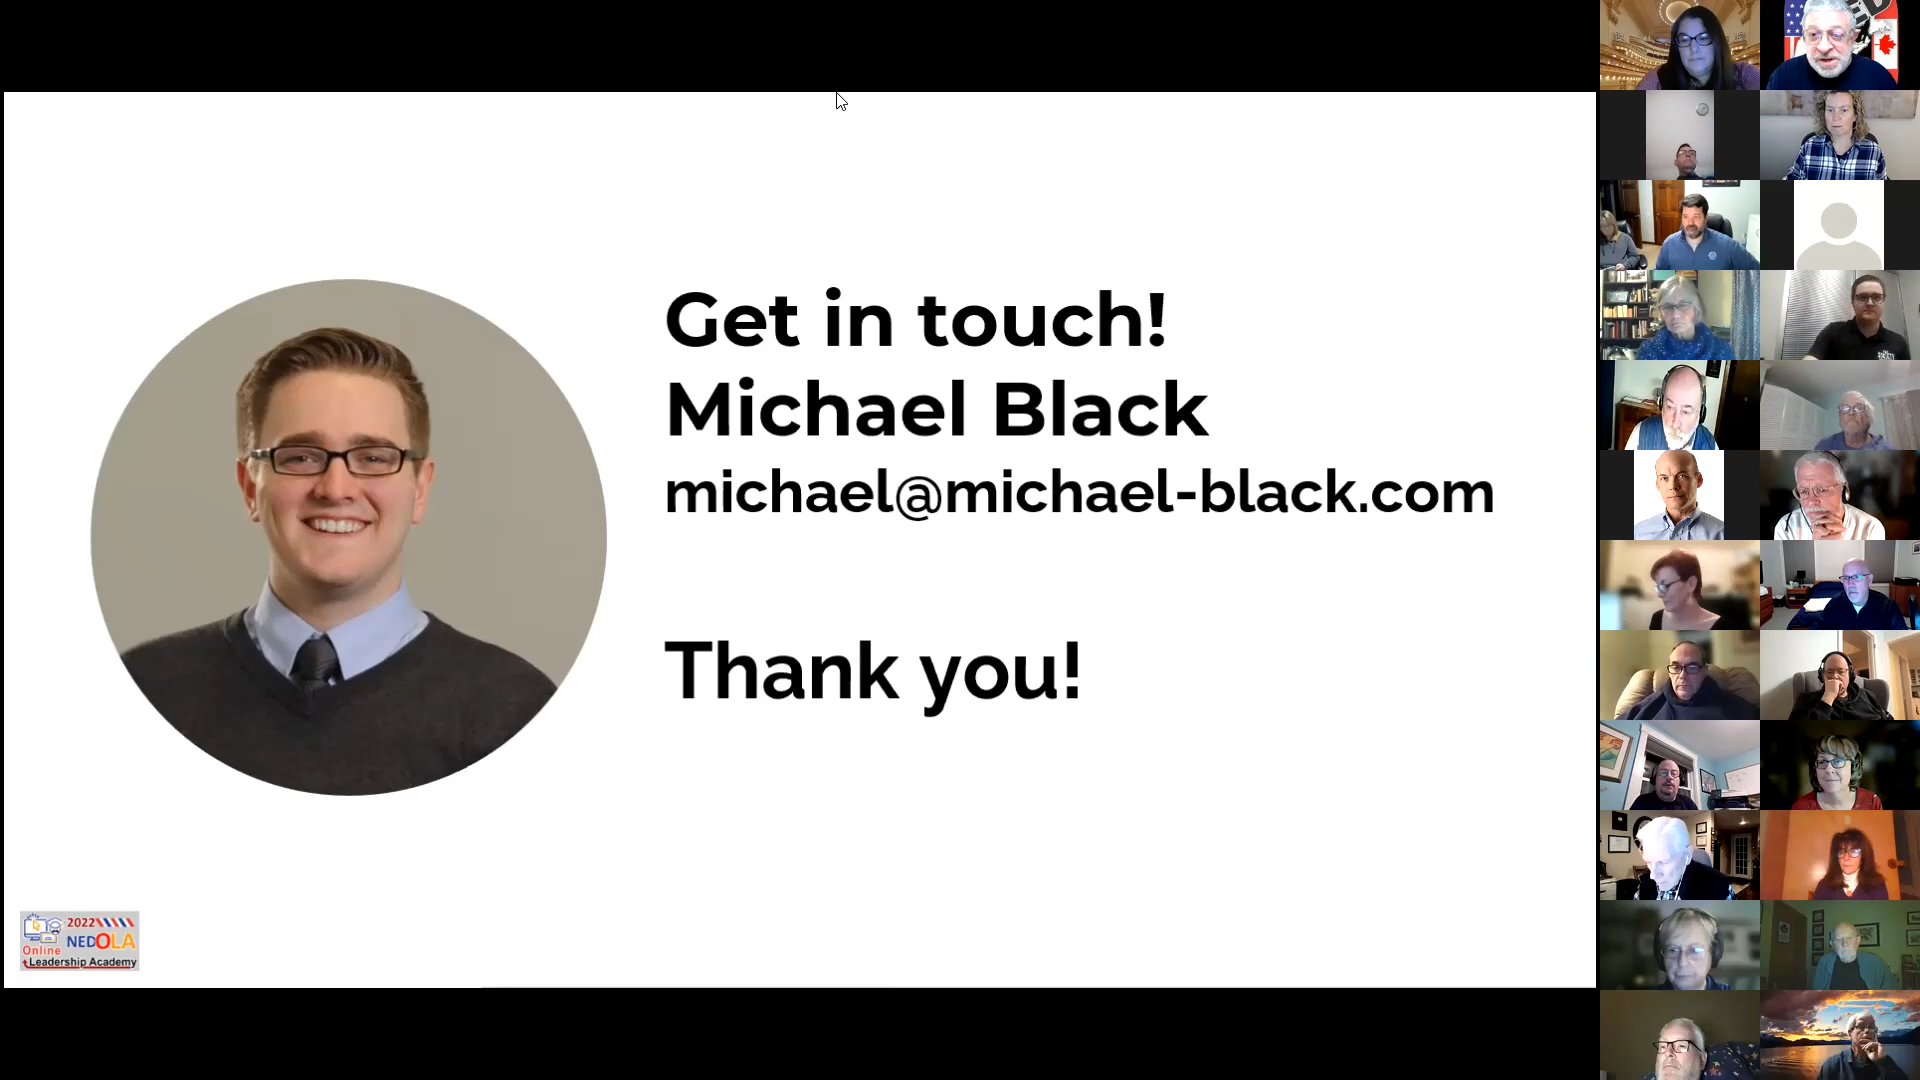 Get in touch!
Michael Black
michael@michael-black.com
Thank you!
2022
NEDOLA
Online
Leadership Academy